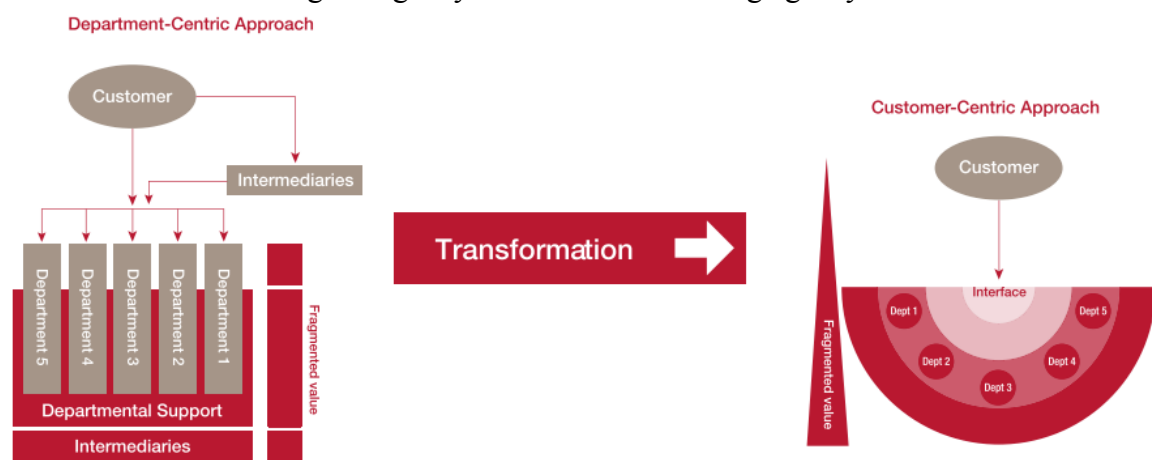 Department-Centric Approach
Customer
Intermediaries
Department 5
Department 4
Department 3
Department 2
Department 1
Departmental Support
Intermediaries
Fragmented value
Transformation
Customer-Centric Approach
Customer
Interface
Dept 1
Dept 2
Dept 3
Dept 4
Dept 5
Fragmented value